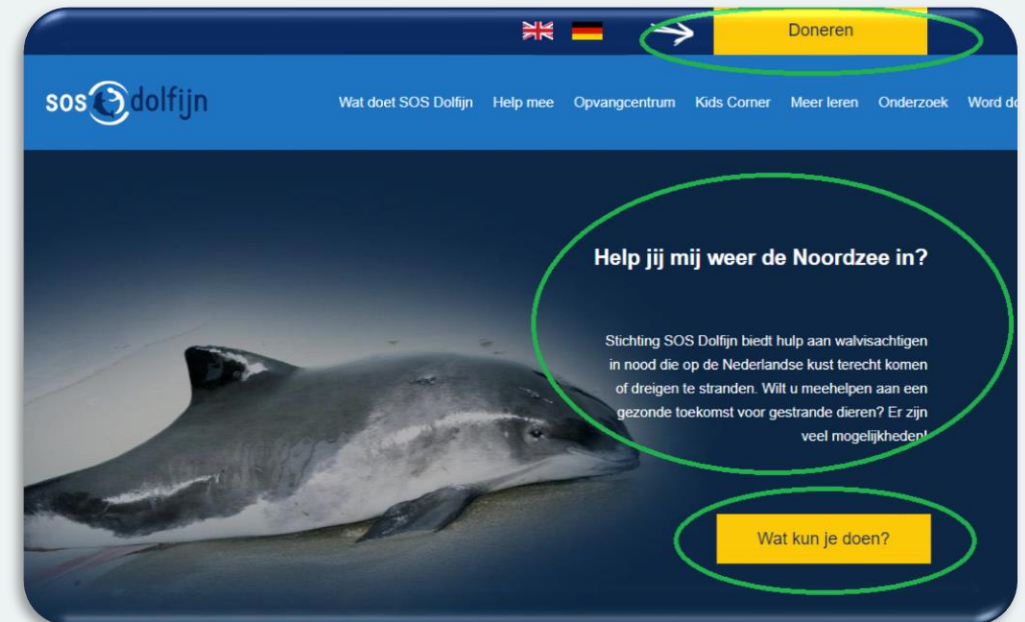 Doneren
sos dolfijn
Wat doet SOS Dolfijn Help mee Opvangcentrum Kids Corner Meer leren Onderzoek Word do
Help jij mij weer de Noordzee in?
Stichting SOS Dolfijn biedt hulp aan walvisachtigen
in nood die op de Nederlandse kust terecht komen
of dreigen te stranden. Wilt u meehelpen aan een
gezonde toekomst voor gestrande dieren? Er zijn
veel mogelijkheden!
Wat kun je doen?